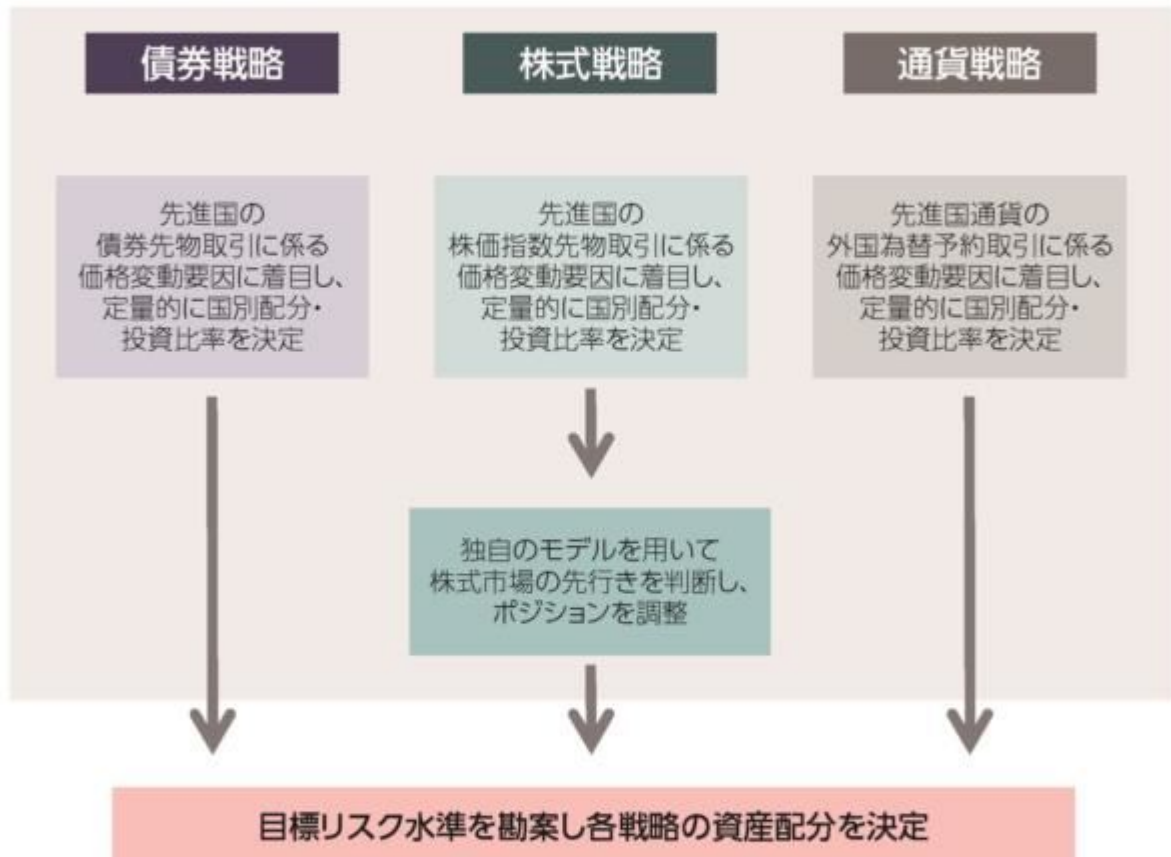 債券戦略
株式戦略
通貨戦略
先進国の
債券先物取引に係る
価格変動要因に着目し、
定量的に国別配分・
投資比率を決定
先進国の
株価指数先物取引に係る
価格変動要因に着目し、
定量的に国別配分・
投資比率を決定
先進国通貨の
外国為替予約取引に係る
価格変動要因に着目し、
定量的に国別配分・
投資比率を決定
独自のモデルを用いて
株式市場の先行きを判断し、
ポジションを調整
目標リスク水準を勘案し各戦略の資産配分を決定